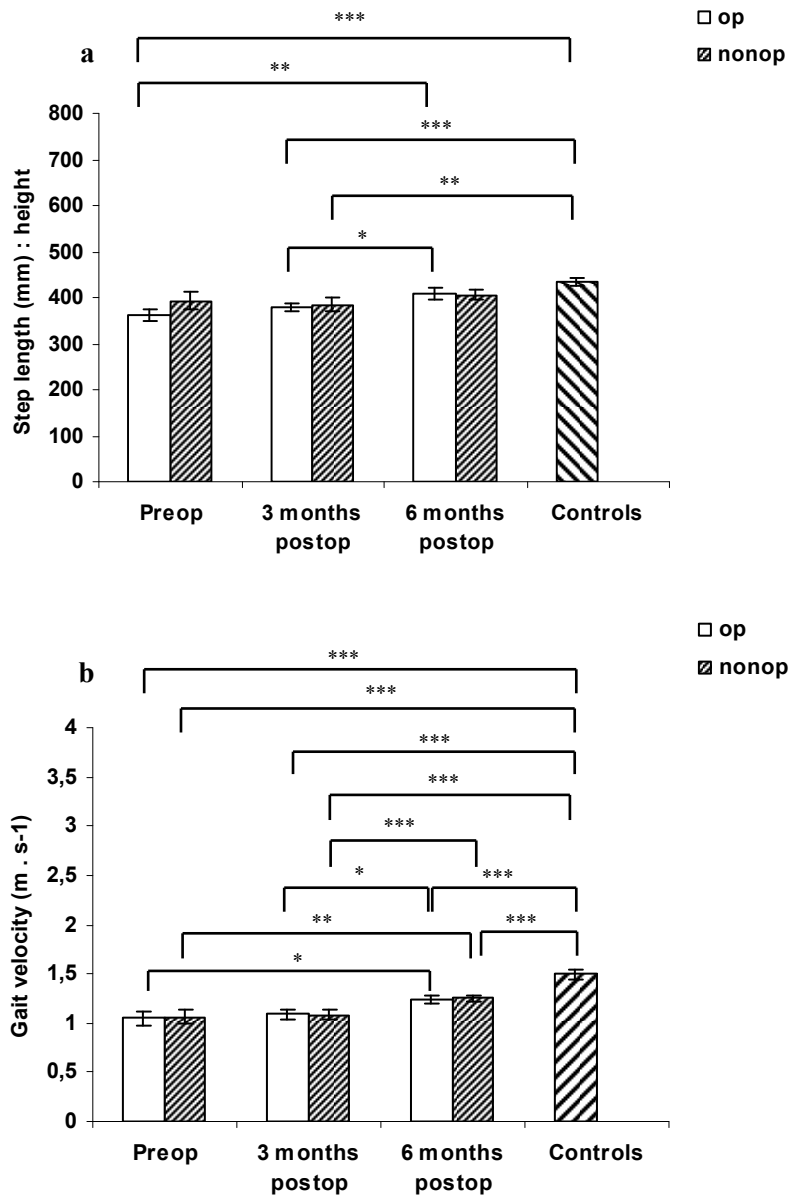 ***
op
nonop
a
**
***
**
*
800
700
600
500
400
300
200
100
0
Step length (mm) : height
Preop
3 months
postop
6 months
postop
Controls
op
nonop
b
***
***
***
***
***
*
***
**
***
*
4
3,5
3
2,5
2
1,5
1
0,5
0
Gait velocity (m . s-1)
Preop
3 months
postop
6 months
postop
Controls